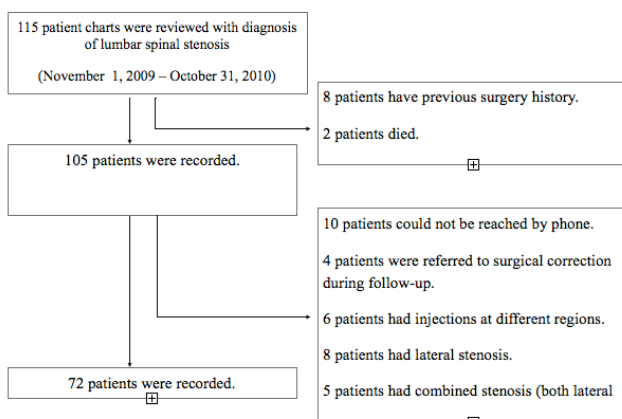 115 patient charts were reviewed with diagnosis
of lumbar spinal stenosis
(November 1, 2009 – October 31, 2010)
8 patients have previous surgery history.
2 patients died.
105 patients were recorded.
10 patients could not be reached by phone.
4 patients were referred to surgical correction
during follow-up.
6 patients had injections at different regions.
8 patients had lateral stenosis.
5 patients had combined stenosis (both lateral
72 patients were recorded.